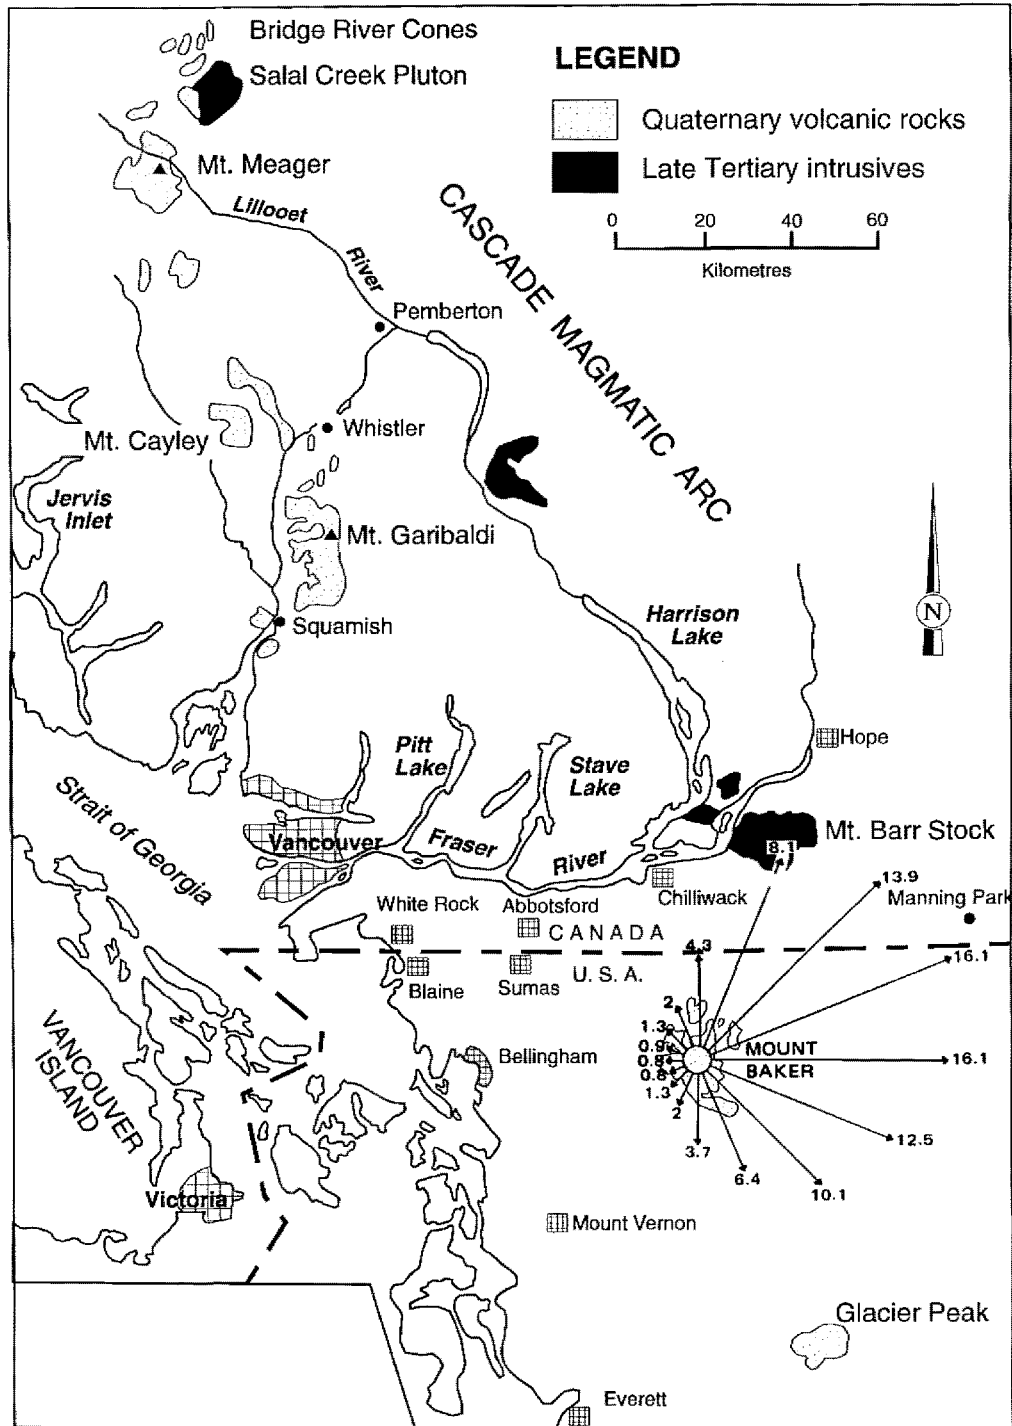 Bridge River Cones
Salal Creek Pluton
LEGEND
Quaternary volcanic rocks
Late Tertiary intrusives
0 20 40 60
Kilometres
Mt. Meager
Lillooet
River
CASCADE MAGMATIC ARC
Pemberton
Whistler
Mt. Cayley
Jervis
Inlet
Mt. Garibaldi
Squamish
Harrison
Lake
N
Hope
Pitt
Lake
Stave
Lake
Strait of Georgia
Vancouver
Fraser
River
Mt. Barr Stock
8.1
13.9
Chilliwack
Manning Park
White Rock
Abbotsford
CANADA
4.3
16.1
U.S.A.
Blaine
Sumas
2
1.3
0.9
0.8
0.8
1.3
2
MOUNT
BAKER
16.1
Bellingham
VANCOUVER
ISLAND
12.5
3.7
6.4
10.1
Victoria
Mount Vernon
Glacier Peak
Everett